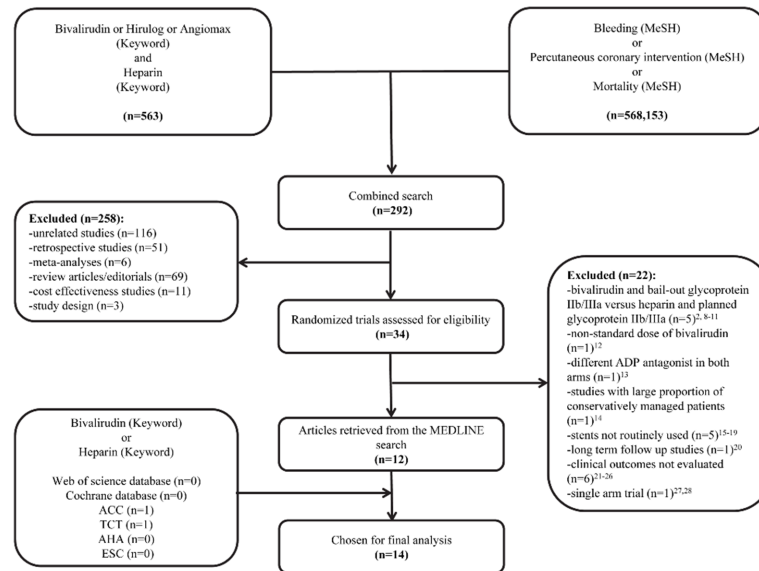 Bivalirudin or Hirulog or Angiomax
(Keyword)
and
Heparin
(Keyword)
(n=563)
Bleeding (MeSH)
or
Percutaneous coronary intervention (MeSH)
or
Mortality (MeSH)
(n=568,153)
Combined search
(n=292)
Excluded (n=258):
-unrelated studies (n=116)
-retrospective studies (n=51)
-meta-analyses (n=6)
-review articles/editorials (n=69)
-cost effectiveness studies (n=11)
-study design (n=3)
Randomized trials assessed for eligibility
(n=34)
Excluded (n=22):
-bivalirudin and bail-out glycoprotein
IIb/IIIa versus heparin and planned
glycoprotein IIb/IIIa (n=5)2, 8-11
-non-standard dose of bivalirudin
(n=1)12
-different ADP antagonist in both
arms (n=1)13
-studies with large proportion of
conservatively managed patients
(n=1)14
-stents not routinely used (n=5)15-19
-long term follow up studies (n=1)20
-clinical outcomes not evaluated
(n=6)21-26
-single arm trial (n=1)27,28
Articles retrieved from the MEDLINE
search
(n=12)
Bivalirudin (Keyword)
or
Heparin (Keyword)
Web of science database (n=0)
Cochrane database (n=0)
ACC (n=1)
TCT (n=1)
AHA (n=0)
ESC (n=0)
Chosen for final analysis
(n=14)